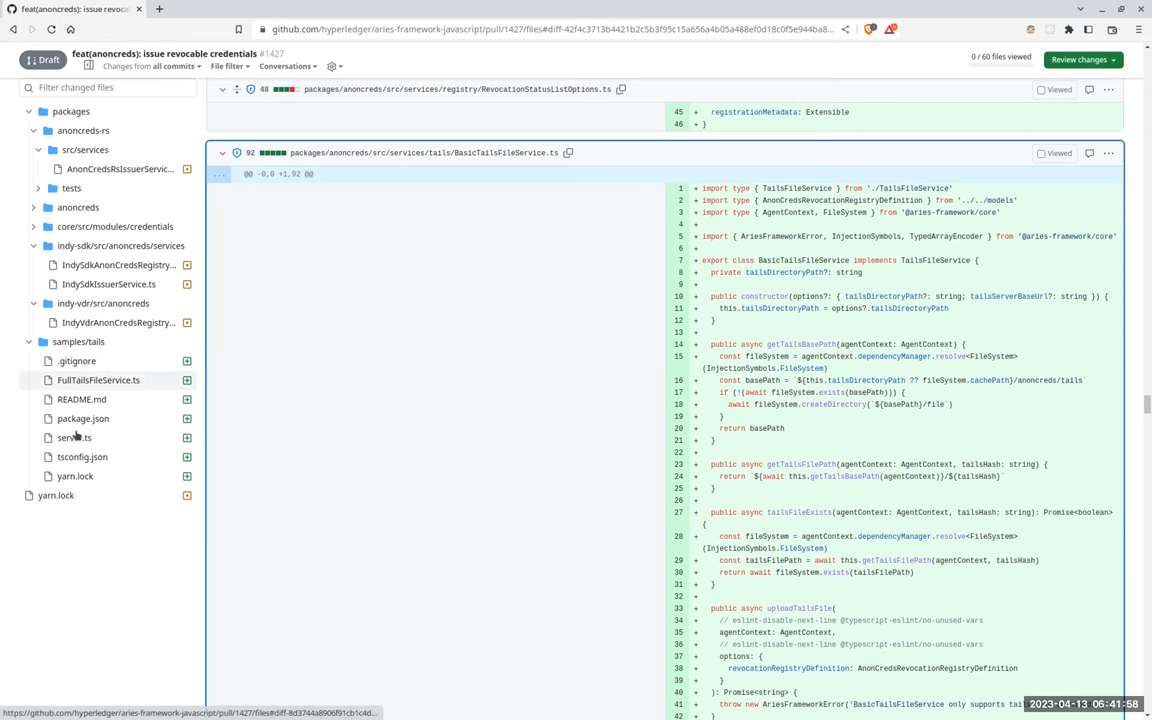 feat(anoncreds): issue revoca
github.com/hyperledger/aries-framework-javascript/pull/1427/files#diff-42f4c3713b4421b2c5b3f95c15a656a4b05a488ef0d18c0f5e944ba8...
Draft
feat(anoncreds): issue revocable credentials #1427
Changes from all commits
File filter
Conversations
0 / 60 files viewed
Review changes
Filter changed files
packages
anoncreds-rs
src/services
AnonCredsRsIssuerServic...
tests
anoncreds
core/src/modules/credentials
indy-sdk/src/anoncreds/services
IndySdkAnonCredsRegistry...
IndySdkIssuerService.ts
indy-vdr/src/anoncreds
IndyVdrAnonCredsRegistry...
samples/tails
.gitignore
FullTailsFileService.ts
README.md
package.json
server.ts
tsconfig.json
yarn.lock
yarn.lock
48 packages/anoncreds/src/services/registry/RevocationStatusListOptions.ts
Viewed
45 + registrationMetadata: Extensible
46 + }
92 packages/anoncreds/src/services/tails/BasicTailsFileService.ts
Viewed
... @@ -0,0 +1,92 @@
1 + import type { TailsFileService } from './TailsFileService'
2 + import type { AnonCredsRevocationRegistryDefinition } from '../../models'
3 + import type { AgentContext, FileSystem } from '@aries-framework/core'
4 +
5 + import { AriesFrameworkError, InjectionSymbols, TypedArrayEncoder } from '@aries-framework/core'
6 +
7 + export class BasicTailsFileService implements TailsFileService {
8 + private tailsDirectoryPath?: string
9 +
10 + public constructor(options?: { tailsDirectoryPath?: string; tailsServerBaseUrl?: string }) {
11 + this.tailsDirectoryPath = options?.tailsDirectoryPath
12 + }
13 +
14 + public async getTailsBasePath(agentContext: AgentContext) {
15 + const fileSystem = agentContext.dependencyManager.resolve<FileSystem>
(InjectionSymbols.FileSystem)
16 + const basePath = `${this.tailsDirectoryPath ?? fileSystem.cachePath}/anoncreds/tails`
17 + if (!(await fileSystem.exists(basePath))) {
18 + await fileSystem.createDirectory(`${basePath}/file`)
19 + }
20 + return basePath
21 + }
22 +
23 + public async getTailsFilePath(agentContext: AgentContext, tailsHash: string) {
24 + return `${await this.getTailsBasePath(agentContext)}/${tailsHash}`
25 + }
26 +
27 + public async tailsFileExists(agentContext: AgentContext, tailsHash: string): Promise<boolean>
{
28 + const fileSystem = agentContext.dependencyManager.resolve<FileSystem>
(InjectionSymbols.FileSystem)
29 + const tailsFilePath = await this.getTailsFilePath(agentContext, tailsHash)
30 + return await fileSystem.exists(tailsFilePath)
31 + }
32 +
33 + public async uploadTailsFile(
34 + // eslint-disable-next-line @typescript-eslint/no-unused-vars
35 + agentContext: AgentContext,
36 + // eslint-disable-next-line @typescript-eslint/no-unused-vars
37 + options: {
38 + revocationRegistryDefinition: AnonCredsRevocationRegistryDefinition
39 + }
40 + ): Promise<string> {
41 + throw new AriesFrameworkError('BasicTailsFileService only supports tai
42 + }
https://github.com/hyperledger/aries-framework-javascript/pull/1427/files#diff-8d3744a8906f91cb1c4d...
2023-04-13 06:41:58